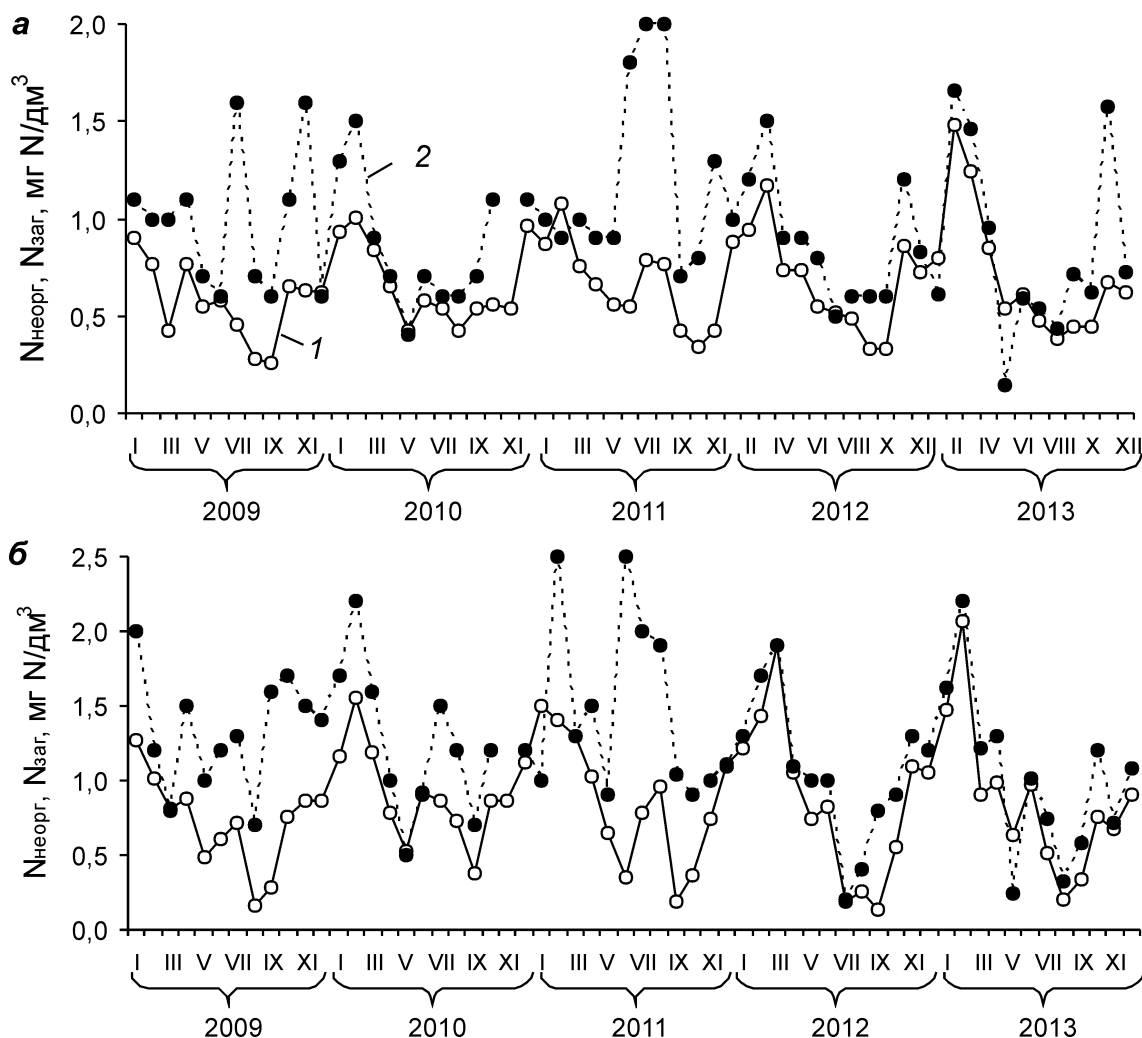 а
Nнеорг, Nзаг, мг N/дм³
2,0
1,5
1,0
0,5
0,0
2
1
I III V VII IX XI I III V VII IX XI I III V VII IX XI II IV VI VIII X XII II IV VI VIII X XII
2009 2010 2011 2012 2013
б
Nнеорг, Nзаг, мг N/дм³
2,5
2,0
1,5
1,0
0,5
0,0
I III V VII IX XI I III V VII IX XI I III V VII IX XI I III V VII IX XI I III V VII IX XI
2009 2010 2011 2012 2013